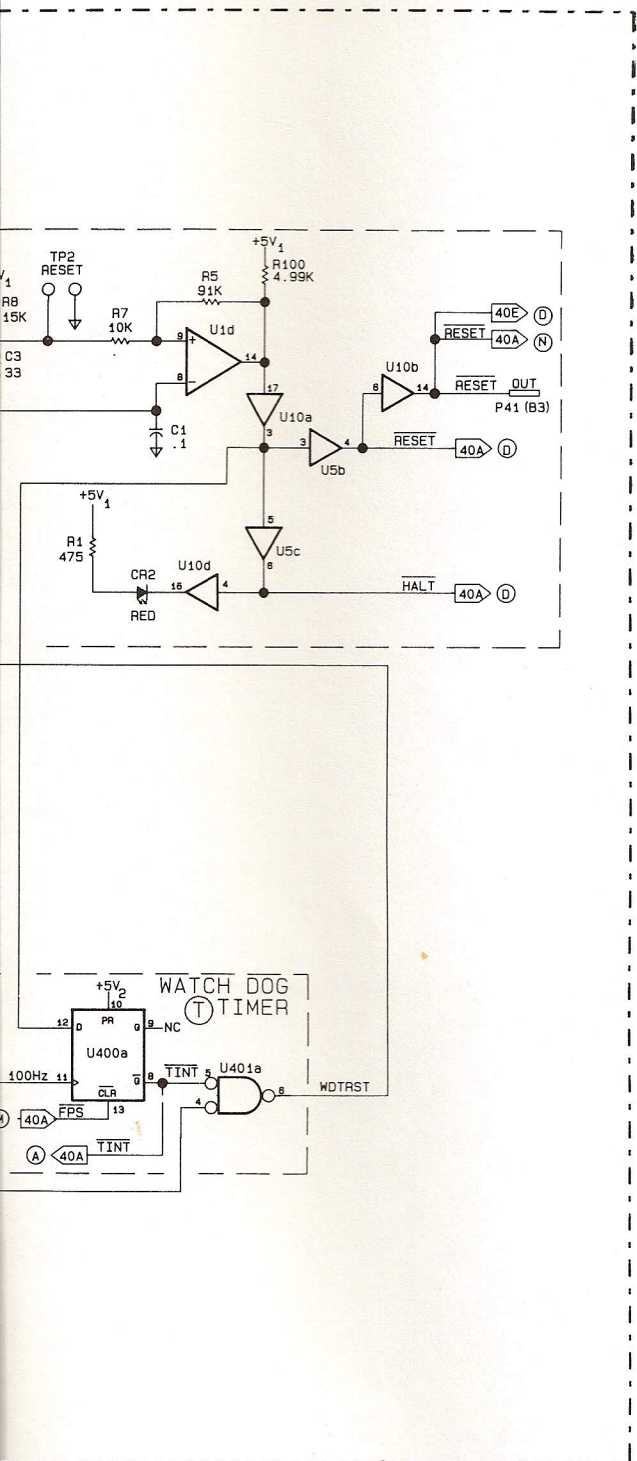 +5V1
TP2
RESET
R100
4.99K
R5
91K
V1
R8
15K
R7
10K
U1d
9
+
14
8
−
C3
33
C1
.1
17
U10a
3
3
4
U5b
6
U10b
14
40E D
RESET 40A N
RESET OUT
P41 (B3)
RESET 40A D
+5V1
R1
475
5
U5c
6
CR2
RED
16
U10d
4
HALT 40A D
WATCH DOG
T TIMER
+5V2
10
PR
12 D
Q 9 NC
U400a
100Hz 11
Q 8
CLR
13
TINT
5
U401a
4
6
WDTRST
40A FPS
A 40A TINT